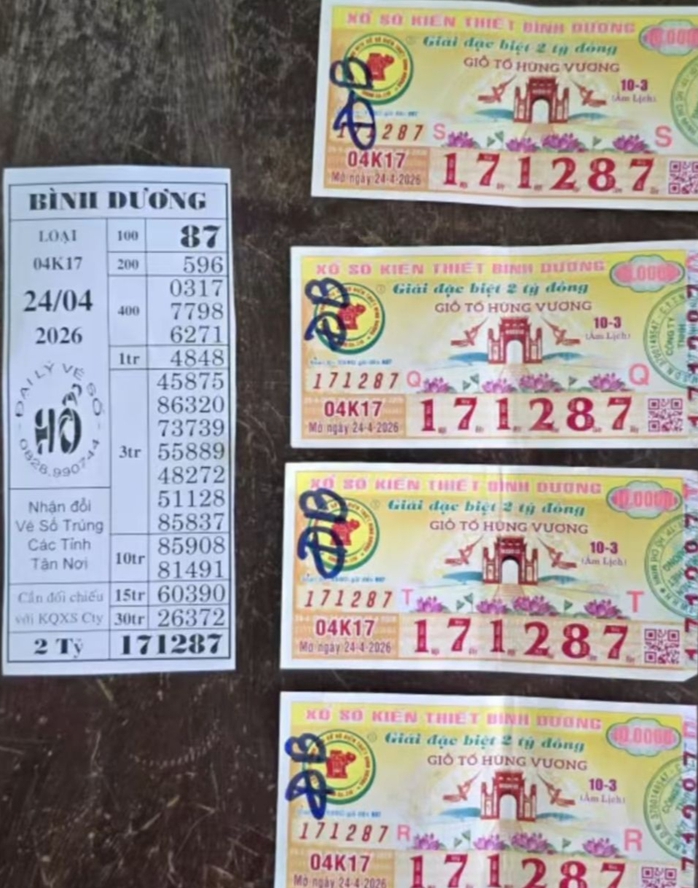 BÌNH DƯƠNG
LOẠI
04K17
24/04
2026
ĐẠI LÝ VÉ SỐ
HỔ
0828.990744
Nhận đổi
Vé Số Trúng
Các Tỉnh
Tận Nơi
Cần đối chiếu
với KQXS Cty
100 87
200 596
400 0317
7798
6271
1tr 4848
3tr 45875
86320
73739
55889
48272
51128
85837
10tr 85908
81491
15tr 60390
30tr 26372
2 Tỷ 171287
XỔ SỐ KIẾN THIẾT BÌNH DƯƠNG
Giải đặc biệt 2 tỷ đồng
GIỖ TỔ HÙNG VƯƠNG
10-3
(Âm Lịch)
ĐB
171287 S S
04K17
Mở ngày 24-4-2026
171287
XỔ SỐ KIẾN THIẾT BÌNH DƯƠNG
10.000đ
Giải đặc biệt 2 tỷ đồng
GIỖ TỔ HÙNG VƯƠNG
10-3
(Âm Lịch)
ĐB
171287 Q Q
04K17
Mở ngày 24-4-2026
171287
XỔ SỐ KIẾN THIẾT BÌNH DƯƠNG
10.000đ
Giải đặc biệt 2 tỷ đồng
GIỖ TỔ HÙNG VƯƠNG
10-3
(Âm Lịch)
ĐB
171287 T T
04K17
Mở ngày 24-4-2026
171287
XỔ SỐ KIẾN THIẾT BÌNH DƯƠNG
10.000đ
Giải đặc biệt 2 tỷ đồng
GIỖ TỔ HÙNG VƯƠNG
10-3
(Âm Lịch)
ĐB
171287 R R
04K17
Mở ngày 24-4-2026
171287